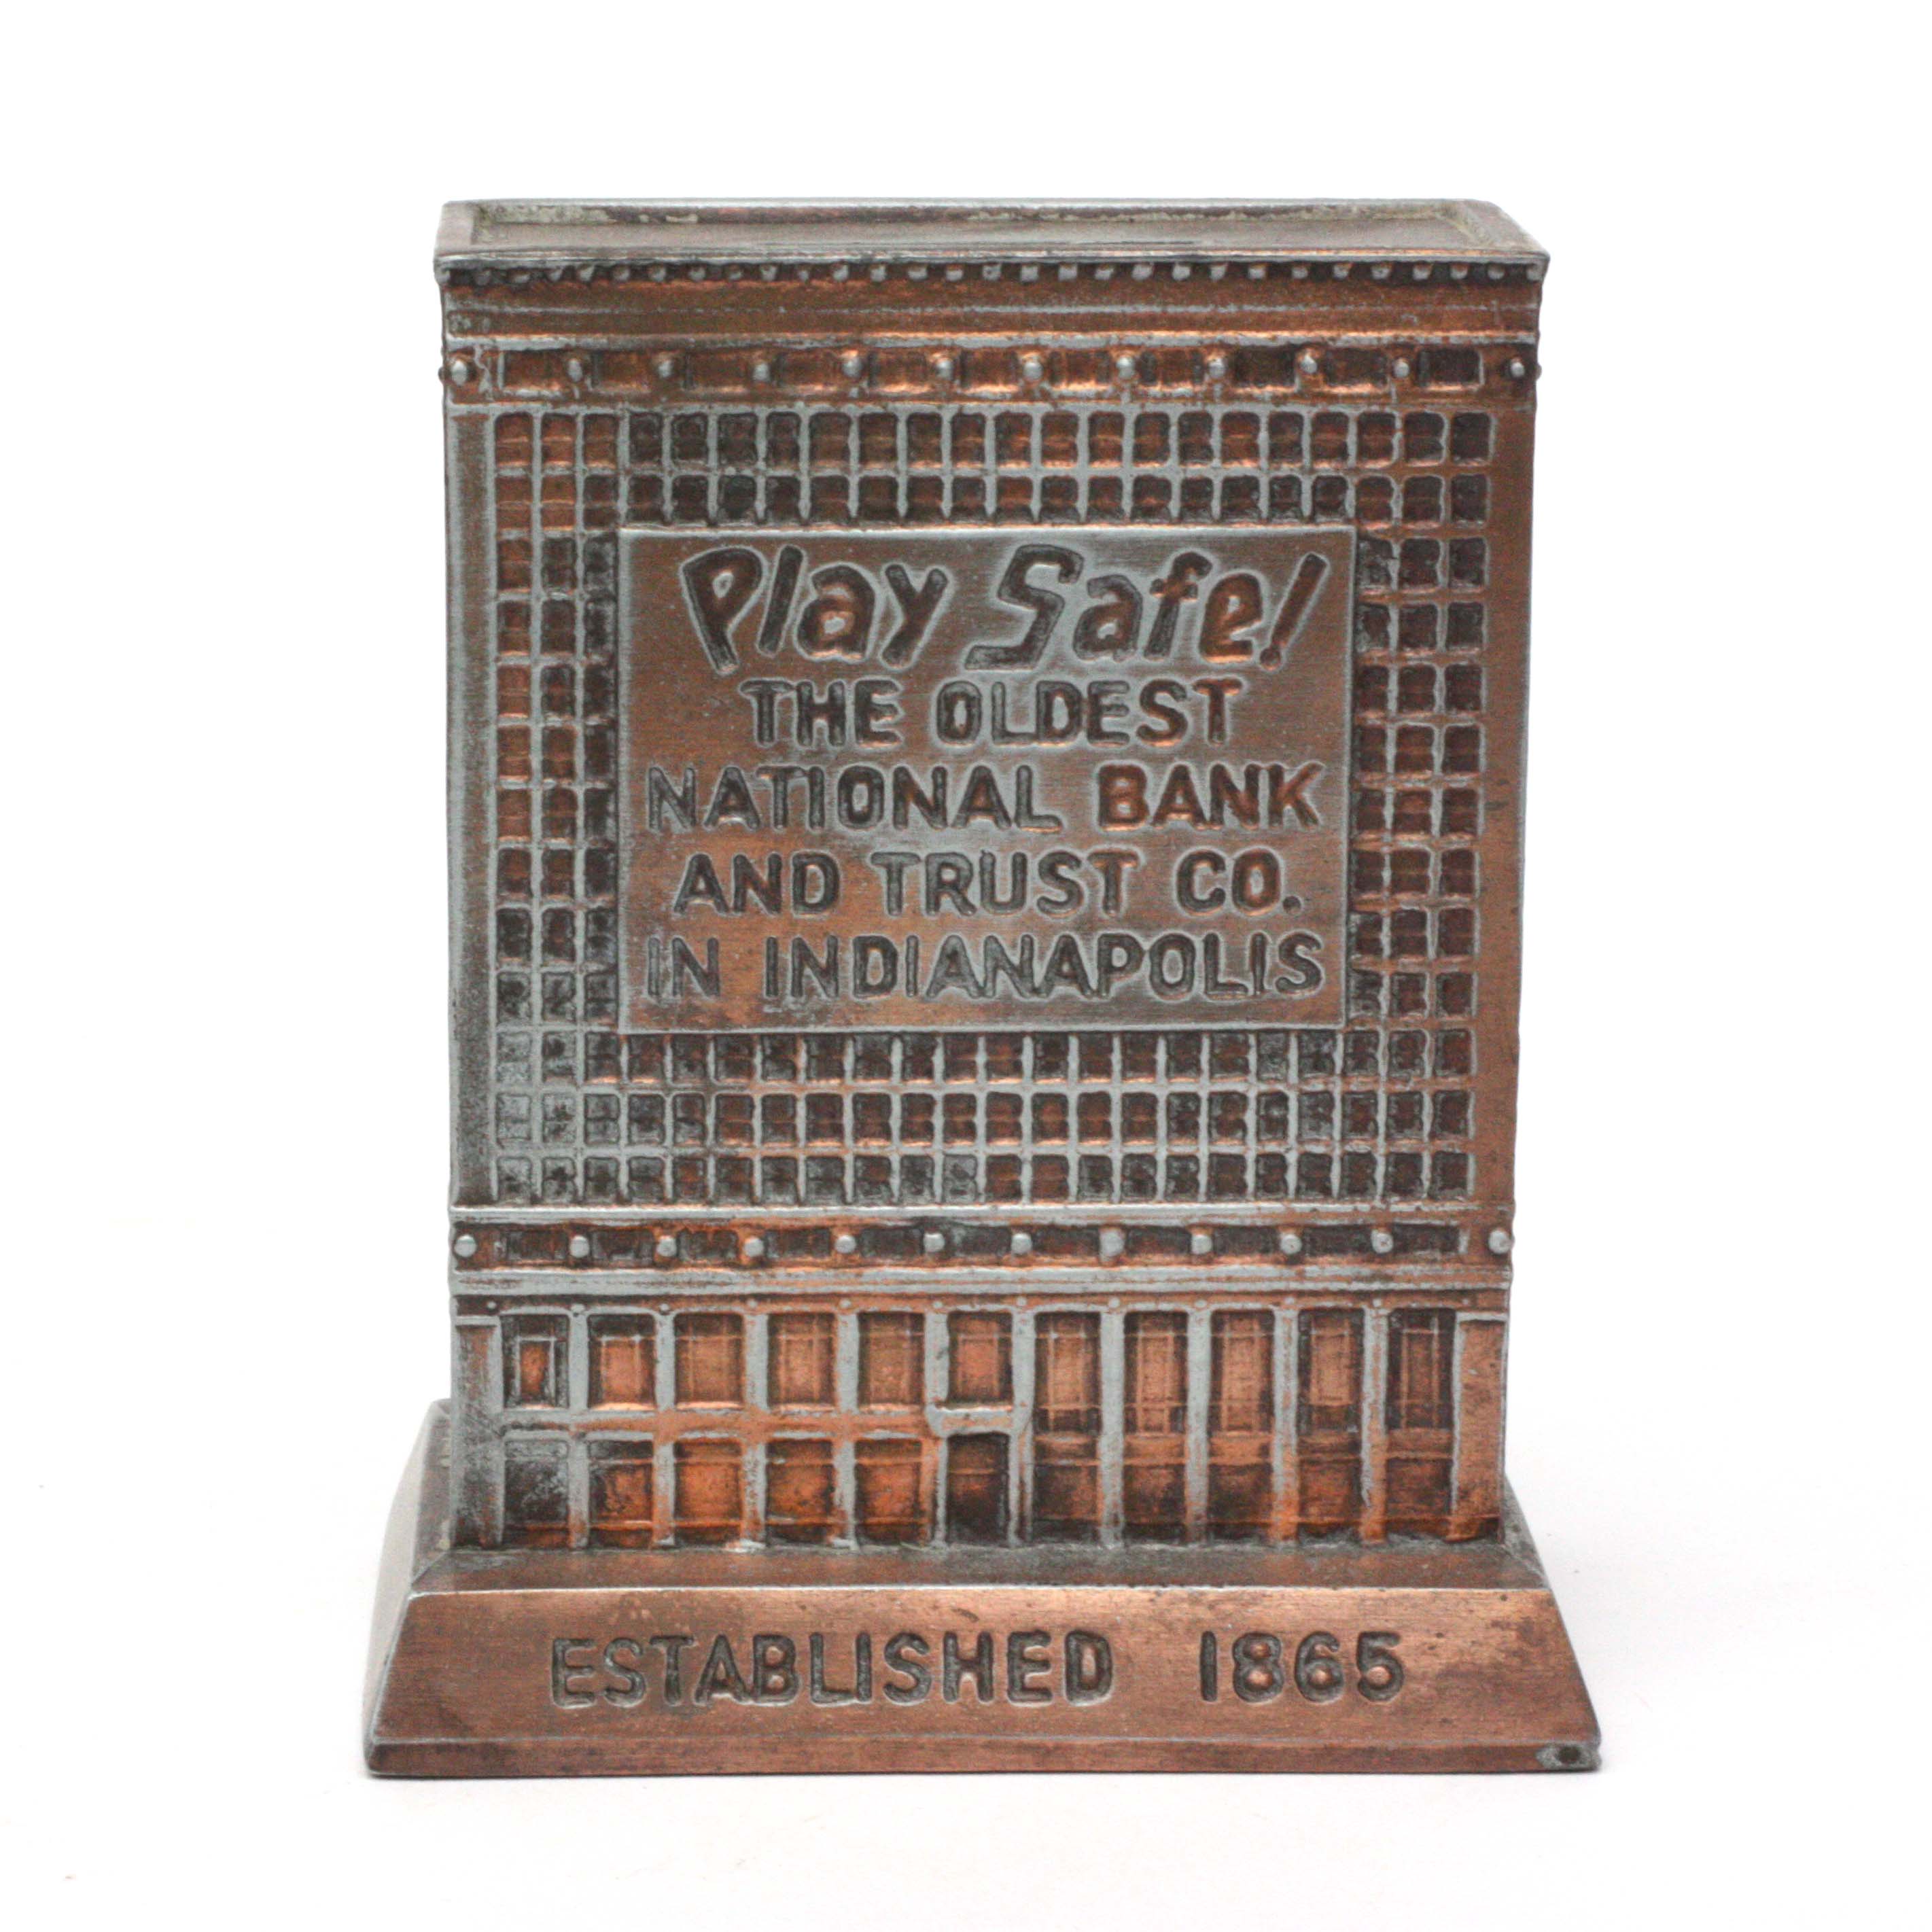 Play Safe!
THE OLDEST
NATIONAL BANK
AND TRUST CO.
IN INDIANAPOLIS
ESTABLISHED 1865